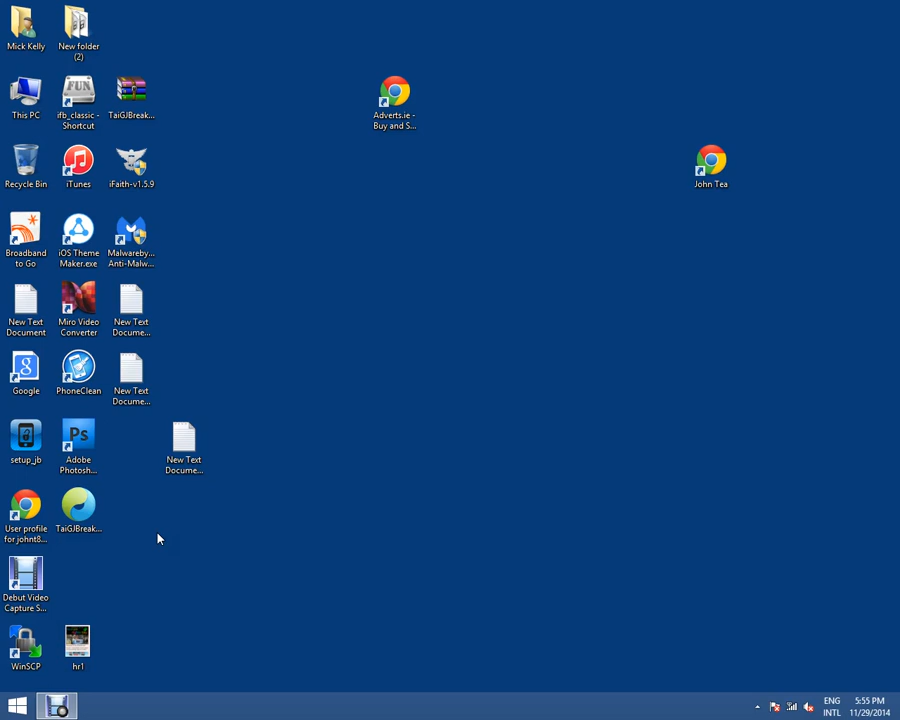 Mick Kelly
New folder
(2)
This PC
ifb_classic -
Shortcut
FUN
TaiGJBreak...
Adverts.ie -
Buy and S...
Recycle Bin
iTunes
iFaith-v1.5.9
John Tea
Broadband
to Go
iOS Theme
Maker.exe
Malwareby...
Anti-Malw...
New Text
Document
Miro Video
Converter
New Text
Docume...
g
Google
PhoneClean
New Text
Docume...
setup_jb
Ps
Adobe
Photosh...
New Text
Docume...
User profile
for johnt8...
TaiGJBreak...
Debut Video
Capture S...
WinSCP
hr1
ENG
INTL
5:55 PM
11/29/2014